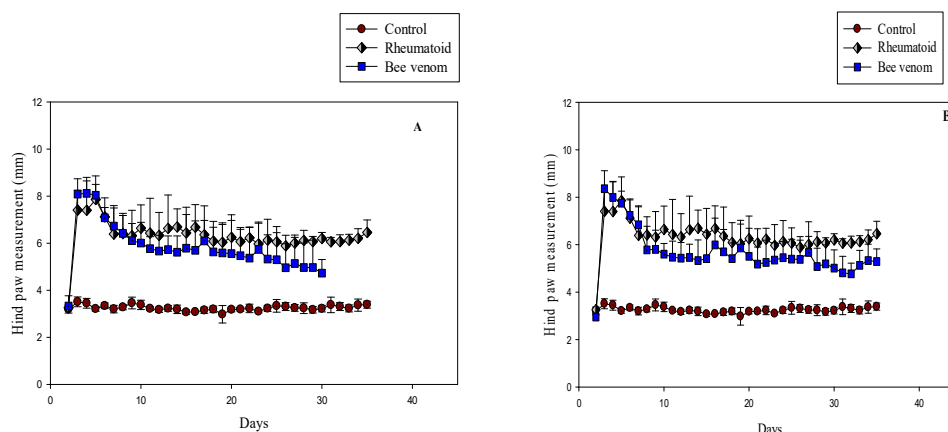 Control
Rheumatoid
Bee venom
A
12
10
8
6
4
2
0
0
10
20
30
40
Hind paw measurement (mm)
Days
Control
Rheumatoid
Bee venom
B
12
10
8
6
4
2
0
0
10
20
30
40
Hind paw measurement (mm)
Days